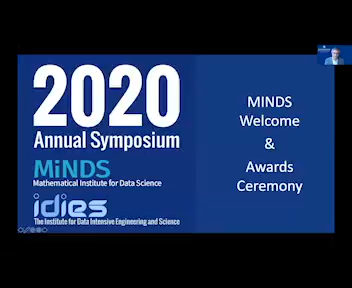 2020
Annual Symposium
MiNDS
Mathematical Institute for Data Science
idies
The Institute for Data Intensive Engineering and Science
MINDS
Welcome
&
Awards
Ceremony